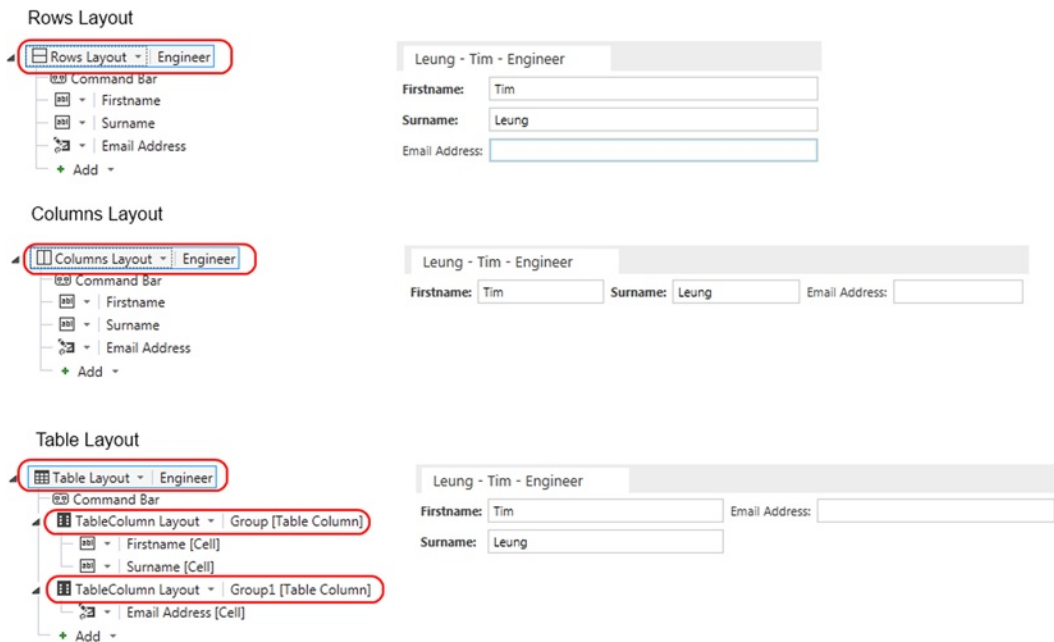 Rows Layout
Rows Layout Engineer
Command Bar
Firstname
Surname
Email Address
Add
Leung - Tim - Engineer
Firstname: Tim
Surname: Leung
Email Address:
Columns Layout
Columns Layout Engineer
Command Bar
Firstname
Surname
Email Address
Add
Leung - Tim - Engineer
Firstname: Tim Surname: Leung Email Address:
Table Layout
Table Layout Engineer
Command Bar
TableColumn Layout Group [Table Column]
Firstname [Cell]
Surname [Cell]
TableColumn Layout Group1 [Table Column]
Email Address [Cell]
Add
Leung - Tim - Engineer
Firstname: Tim Email Address:
Surname: Leung